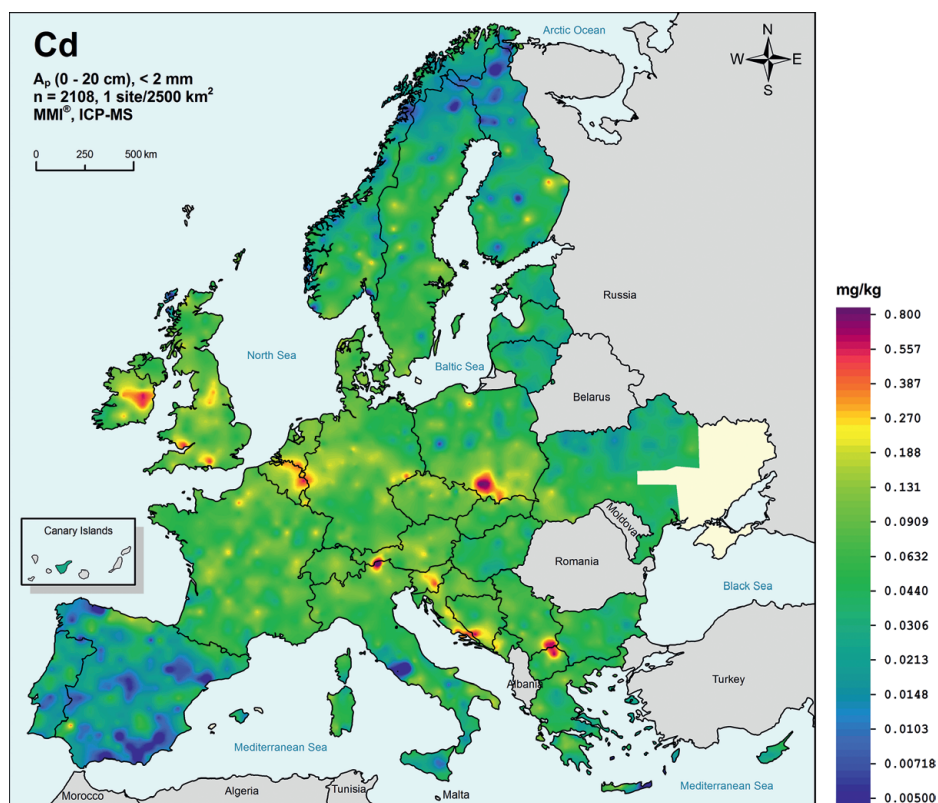 Cd
Aₚ (0 - 20 cm), < 2 mm
n = 2108, 1 site/2500 km²
MMI®, ICP-MS
0 250 500 km
Arctic Ocean
N
W E
S
Russia
North Sea
Baltic Sea
Belarus
Canary Islands
Moldova
Romania
Black Sea
Albania
Turkey
Mediterranean Sea
Mediterranean Sea
Morocco
Algeria
Tunisia
Malta
mg/kg
0.800
0.557
0.387
0.270
0.188
0.131
0.0909
0.0632
0.0440
0.0306
0.0213
0.0148
0.0103
0.00718
0.00500